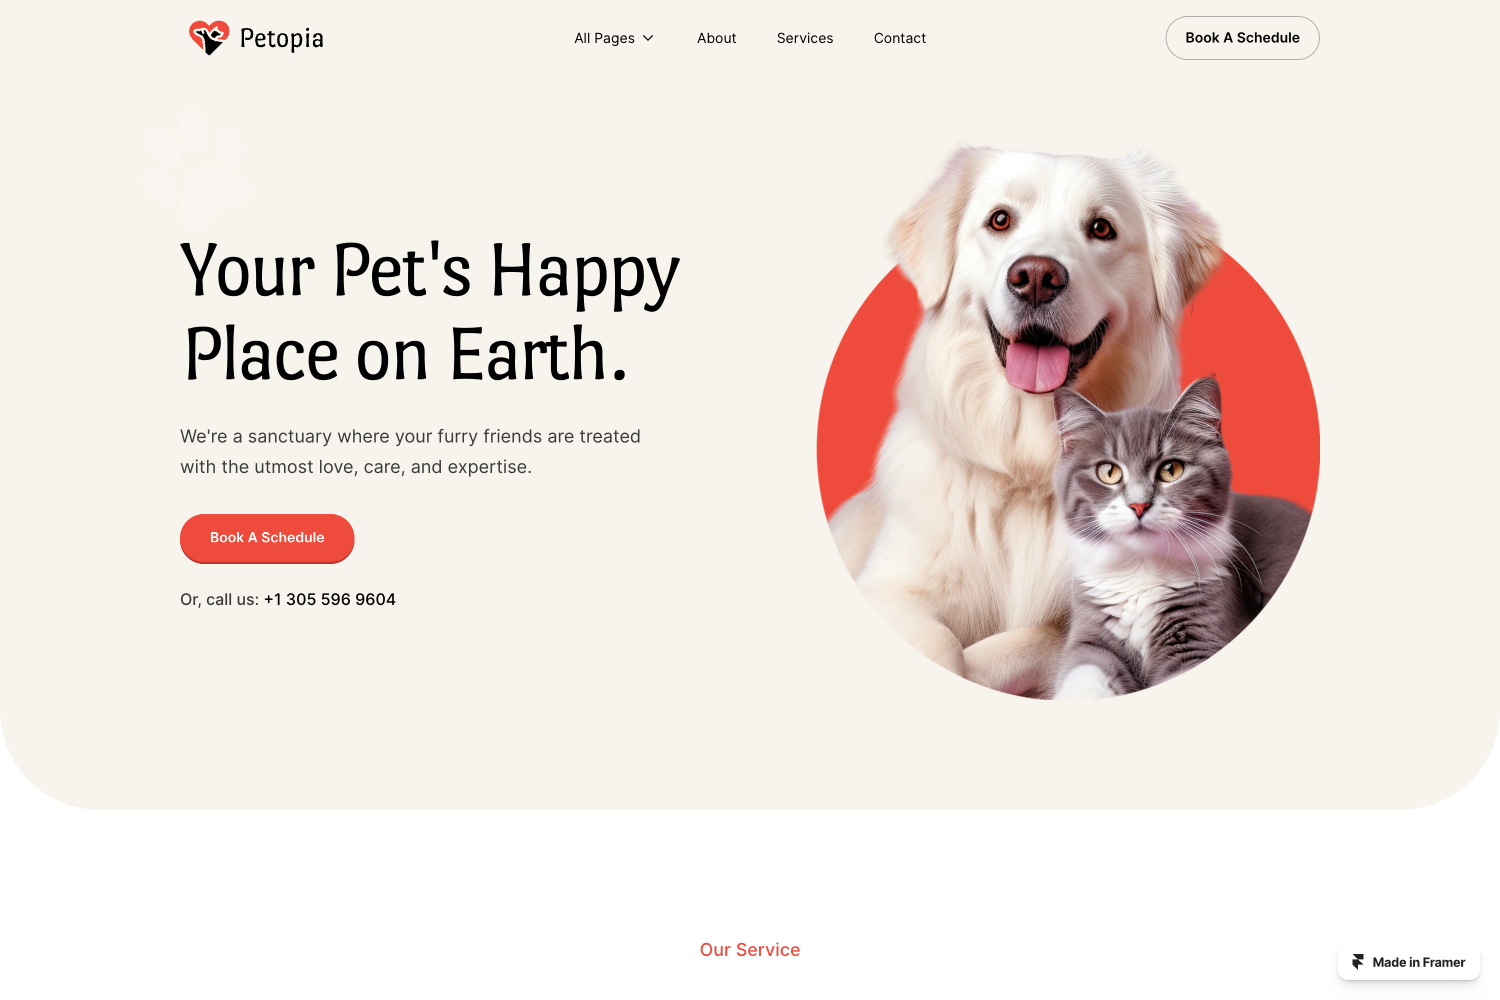 Petopia
All Pages
About
Services
Contact
Book A Schedule
Your Pet's Happy
Place on Earth.
We're a sanctuary where your furry friends are treated
with the utmost love, care, and expertise.
Book A Schedule
Or, call us: +1 305 596 9604
Our Service
Made in Framer